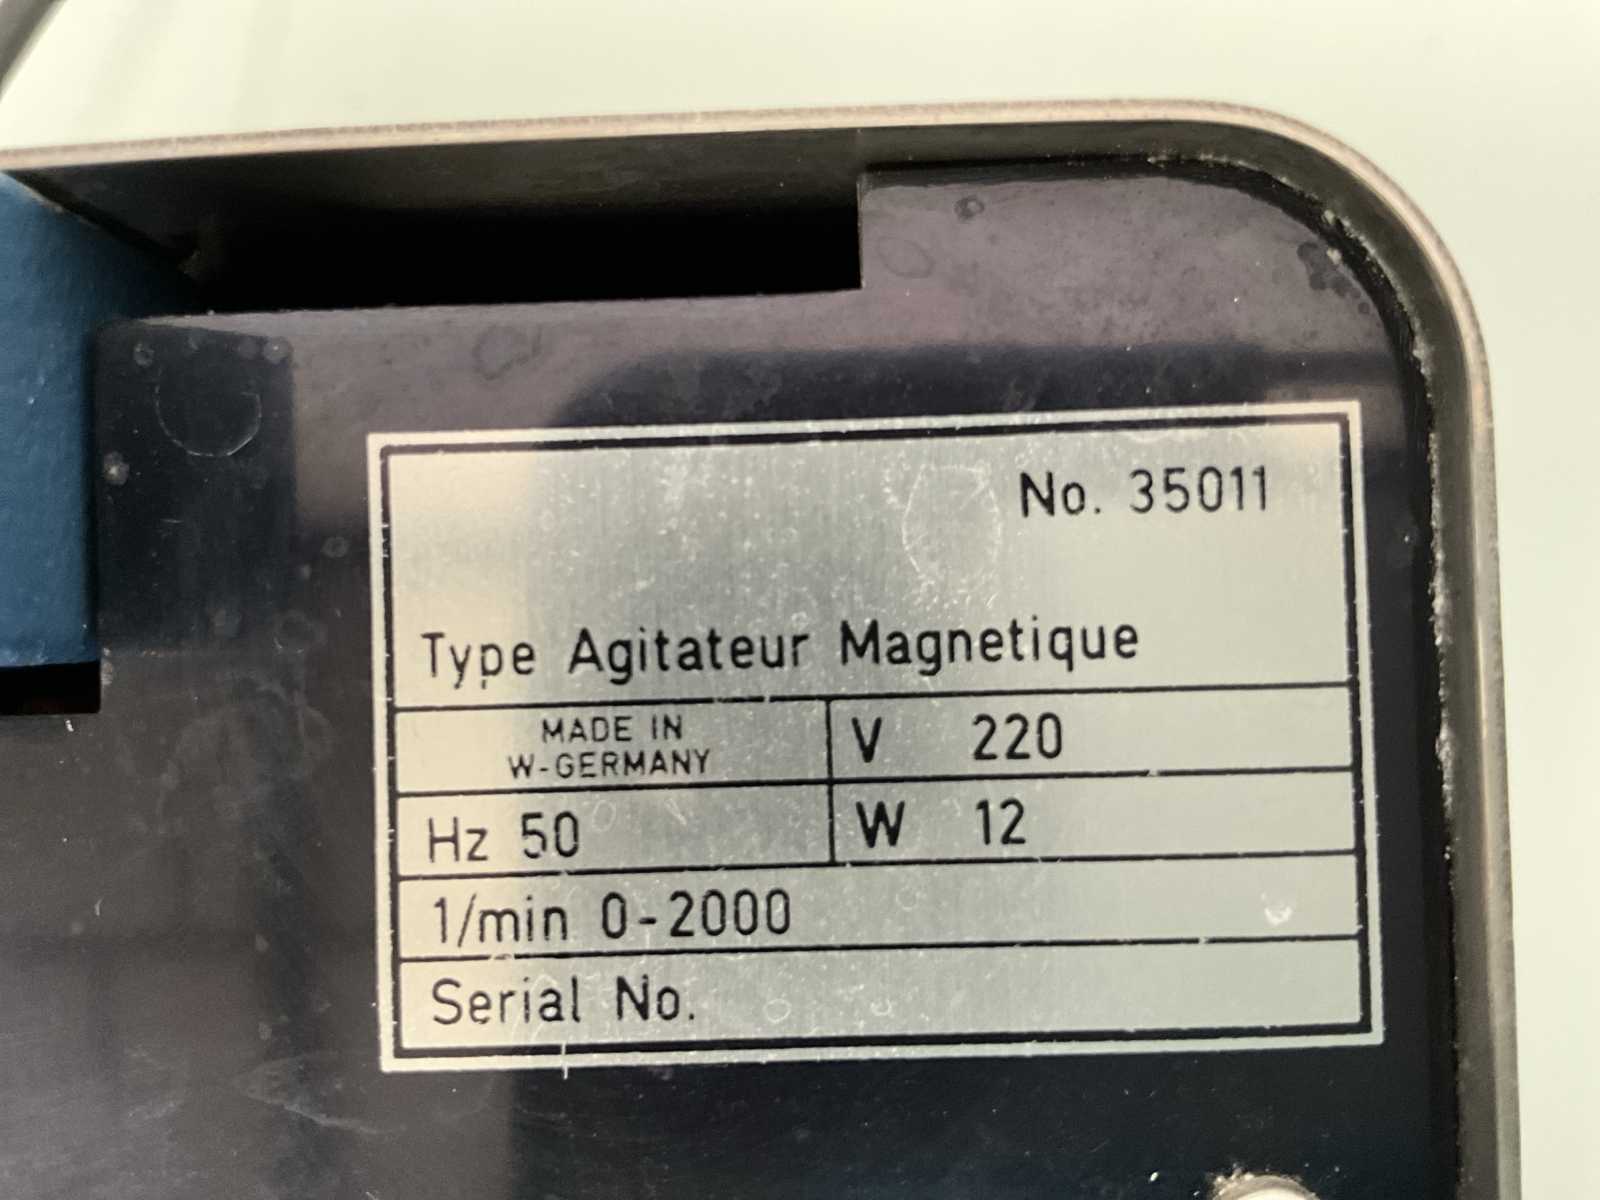 No. 35011
Type Agitateur Magnetique
MADE IN
W-GERMANY
V 220
Hz 50
W 12
1/min 0-2000
Serial No.